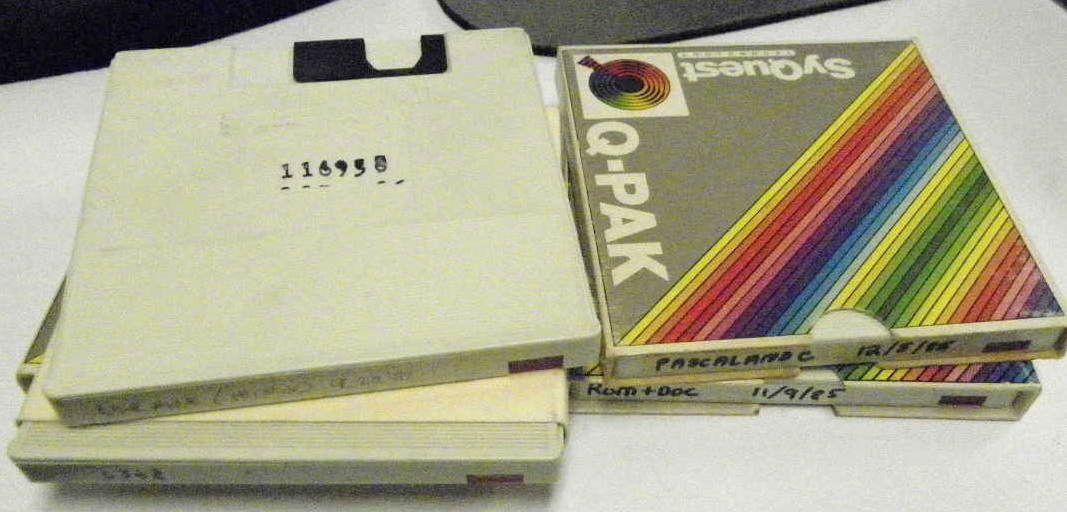 116958
SyQuest
Q-PAK
PASCAL AND C 12/5/85
Rom + Doc 11/9/85